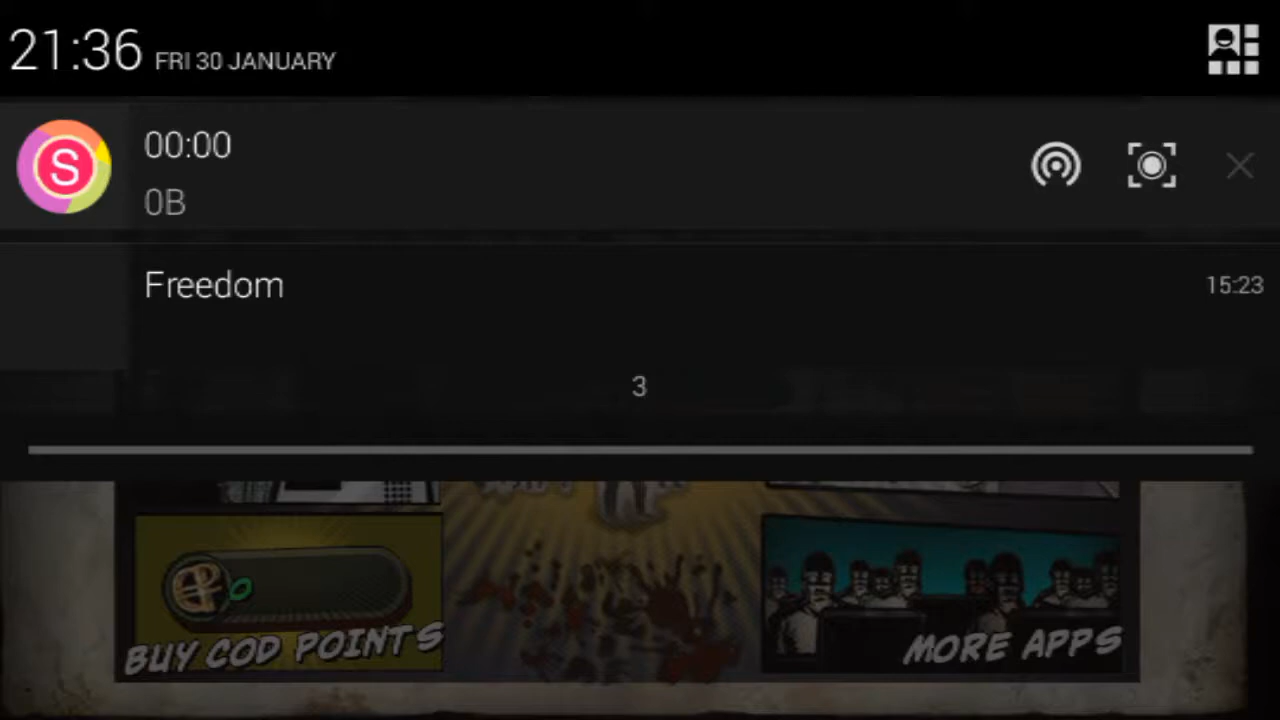 21:36 FRI 30 JANUARY
S
00:00
0B
Freedom 15:23
3
BUY COD POINTS
MORE APPS